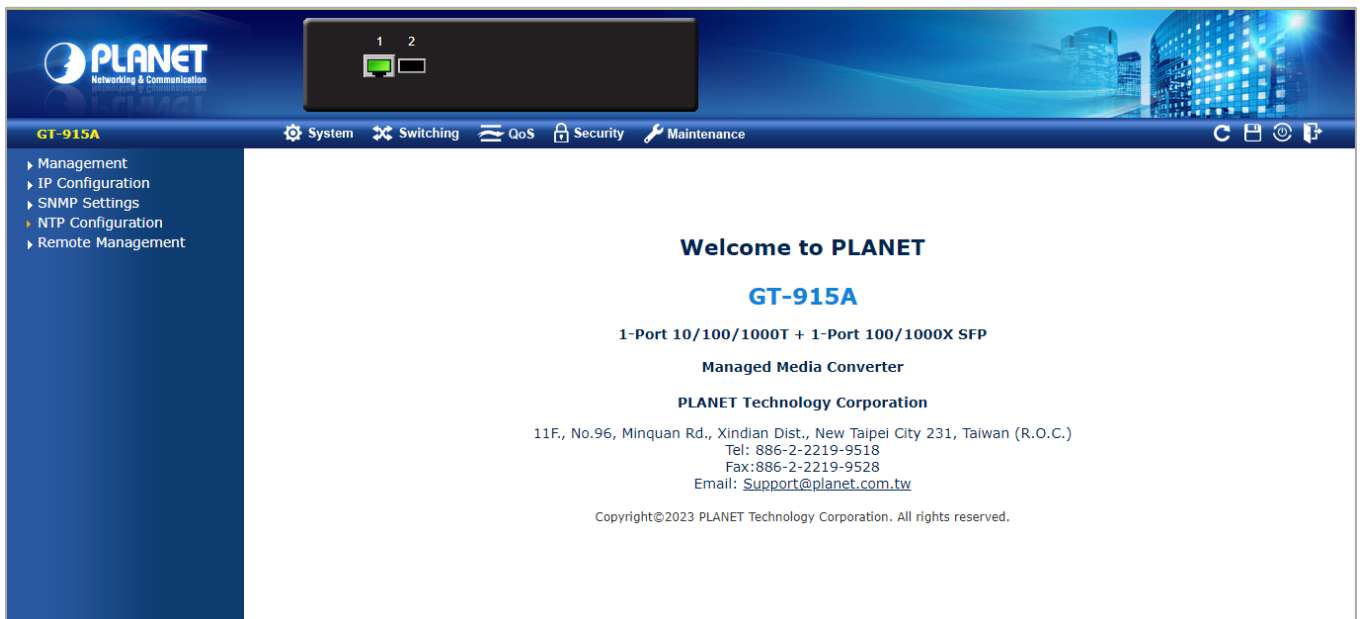 1 2
PLANET
Networking & Communication
GT-915A
System Switching QoS Security Maintenance
Management
IP Configuration
SNMP Settings
NTP Configuration
Remote Management
Welcome to PLANET
GT-915A
1-Port 10/100/1000T + 1-Port 100/1000X SFP
Managed Media Converter
PLANET Technology Corporation
11F., No.96, Minquan Rd., Xindian Dist., New Taipei City 231, Taiwan (R.O.C.)
Tel: 886-2-2219-9518
Fax:886-2-2219-9528
Email: Support@planet.com.tw
Copyright©2023 PLANET Technology Corporation. All rights reserved.